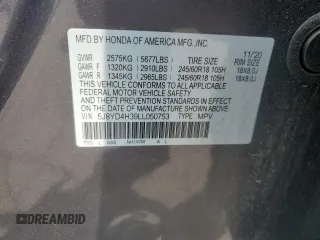 MFD BY HONDA OF AMERICA MFG., INC. 11/20
GVWR 2575KG 5677LBS RIM SIZE
GAWR F 1320KG 2910LBS 245/60R18 105H 18X8.0J
GAWR R 1345KG 2965LBS 245/60R18 105H 18X8.0J
THIS VEHICLE CONFORMS TO ALL APPLICABLE
FEDERAL MOTOR VEHICLE SAFETY AND THEFT
PREVENTION STANDARDS IN EFFECT ON THE
DATE OF MANUFACTURE SHOWN ABOVE.
VIN: 5J8YD4H39LL050753 TYPE: MPV
DREAMBID